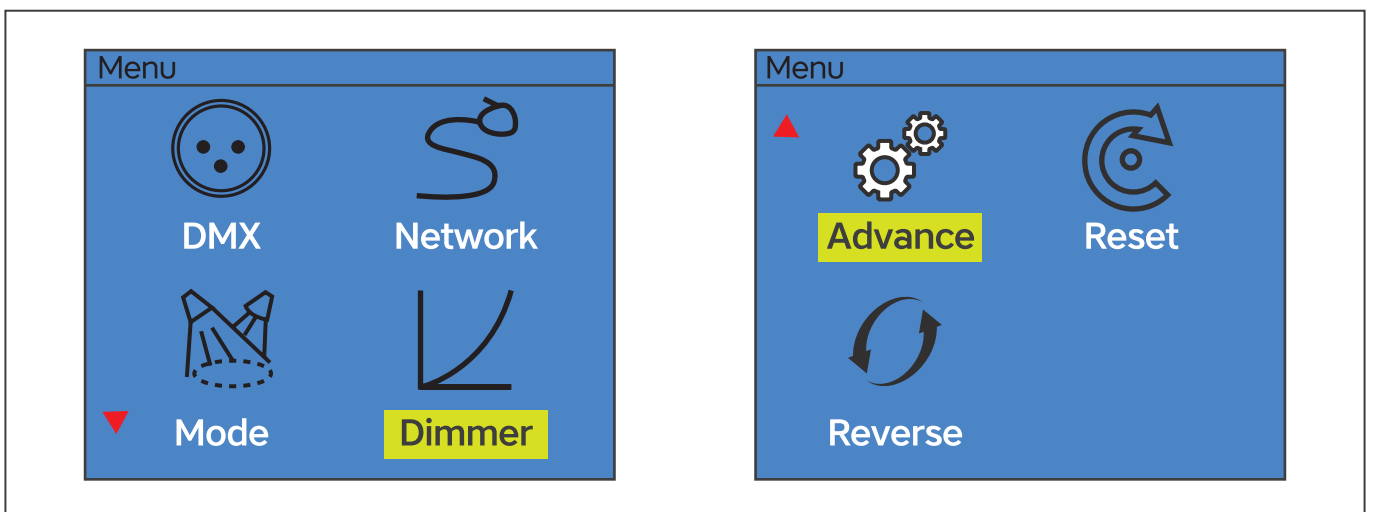 Menu
DMX
Network
Mode
Dimmer
Menu
Advance
Reset
Reverse